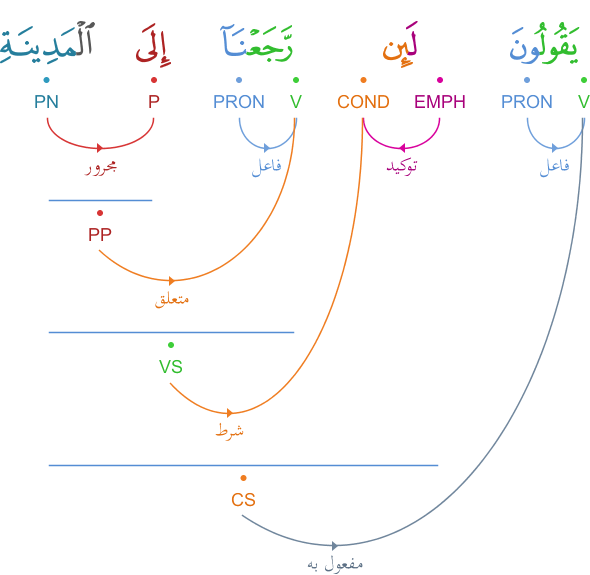 يَقُولُونَ لَئِن رَّجَعْنَآ إِلَى ٱلْمَدِينَةِ
V PRON EMPH COND V PRON P PN
فاعل توكيد فاعل مجرور
PP
متعلق
VS
شرط
CS
مفعول به